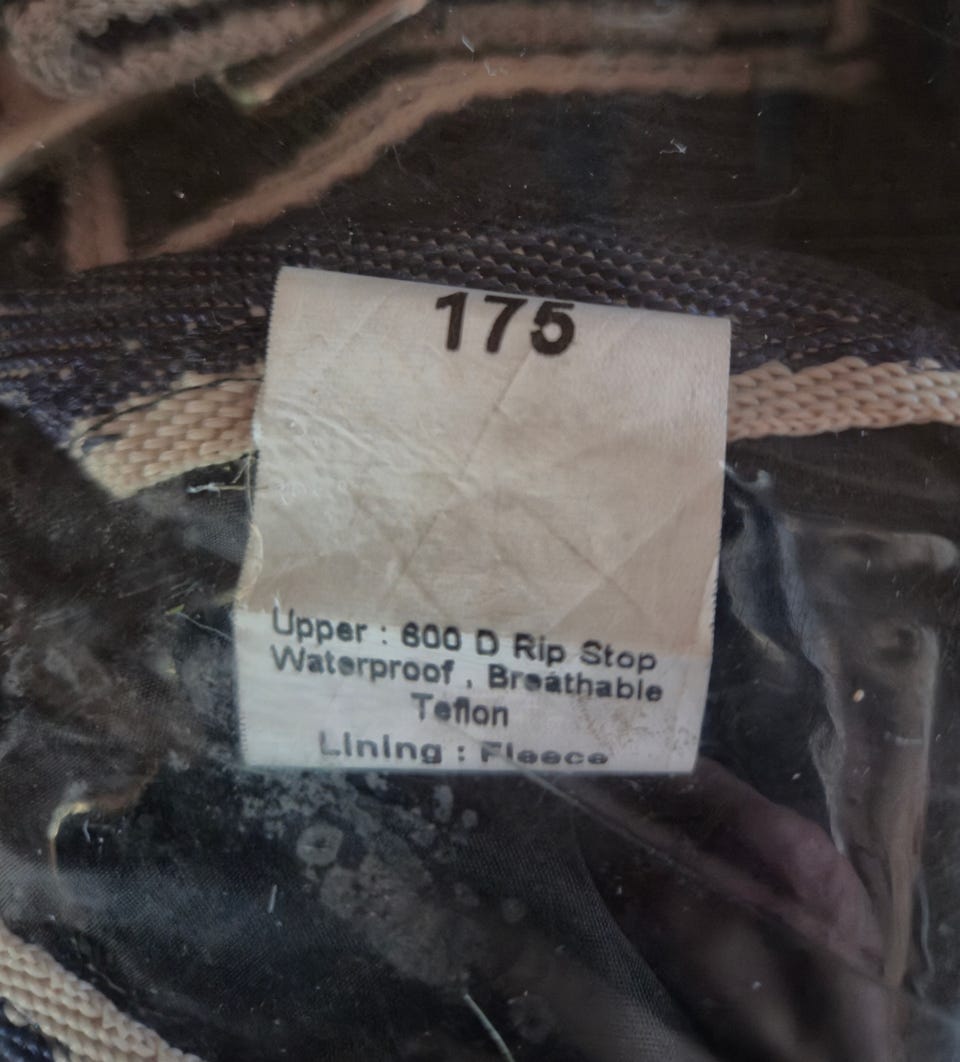 175
Upper : 600 D Rip Stop
Waterproof , Breathable
Teflon
Lining : Fleece